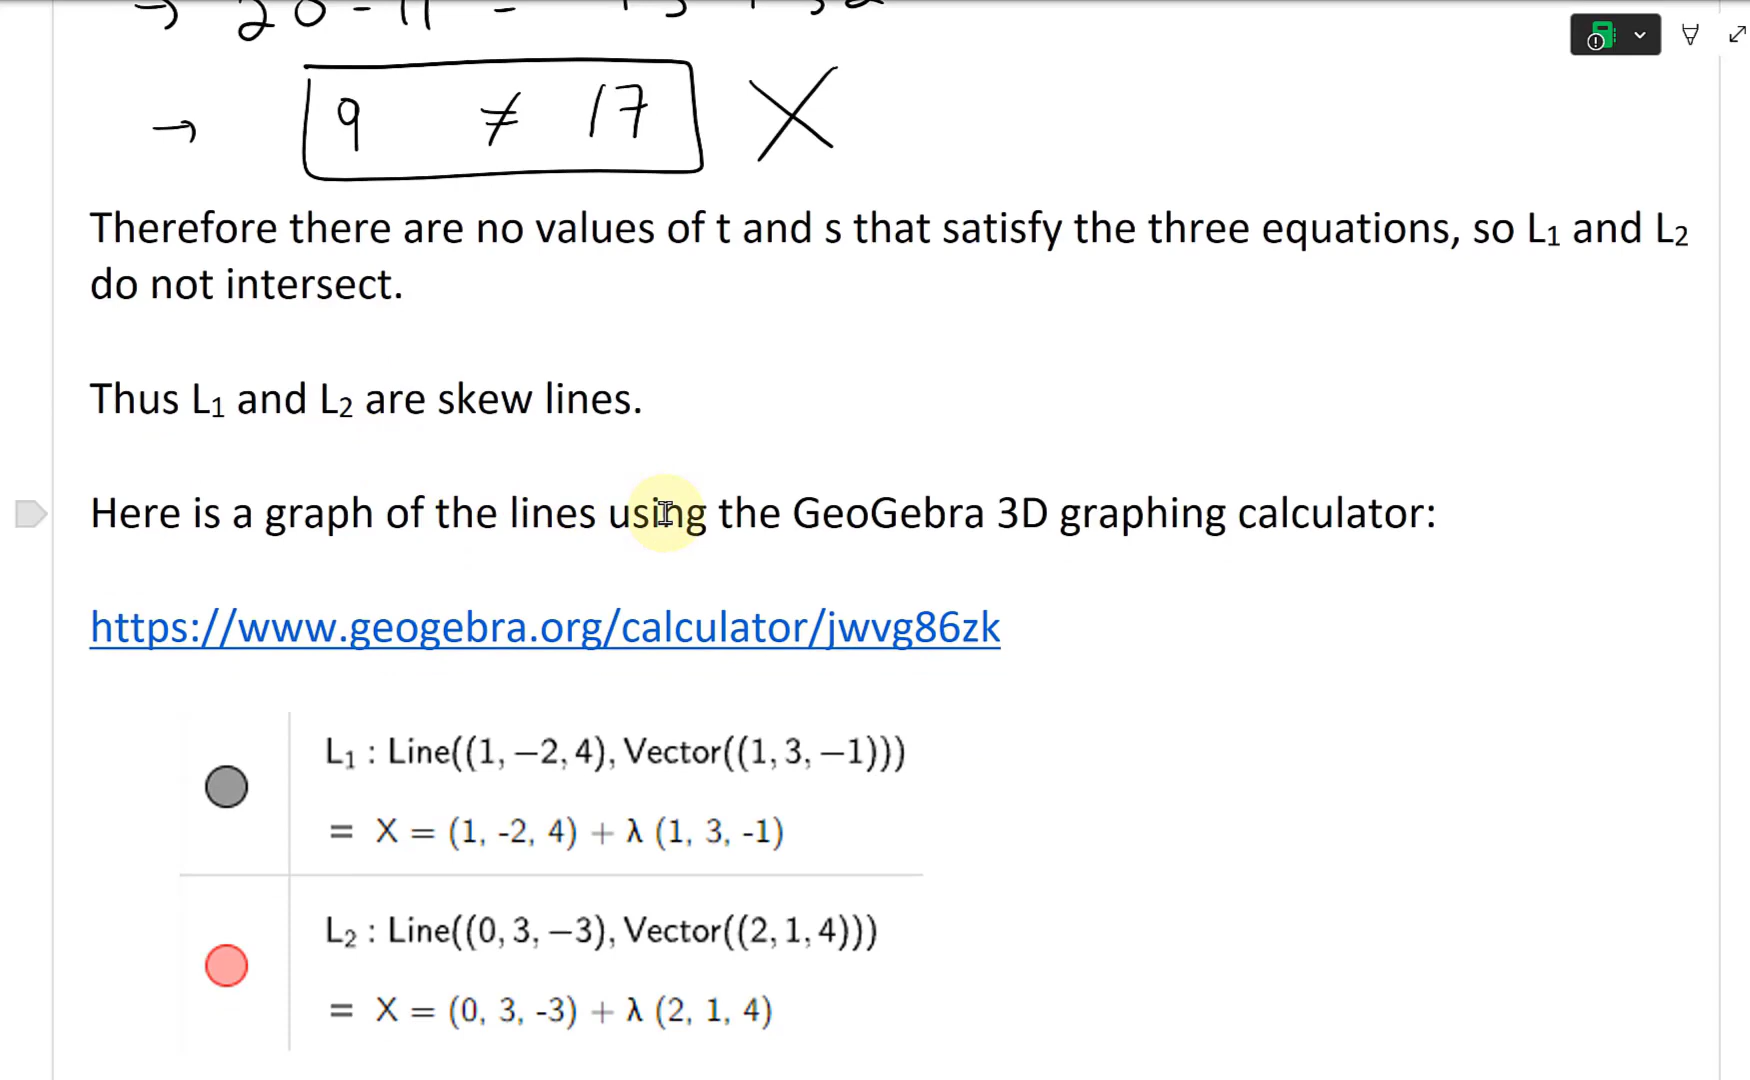 → 20 - 11 =
→ 9 ≠ 17 X
Therefore there are no values of t and s that satisfy the three equations, so L₁ and L₂
do not intersect.
Thus L₁ and L₂ are skew lines.
Here is a graph of the lines using the GeoGebra 3D graphing calculator:
https://www.geogebra.org/calculator/jwvg86zk
L₁ : Line((1, −2, 4), Vector((1, 3, −1)))
= X = (1, -2, 4) + λ (1, 3, -1)
L₂ : Line((0, 3, −3), Vector((2, 1, 4)))
= X = (0, 3, -3) + λ (2, 1, 4)